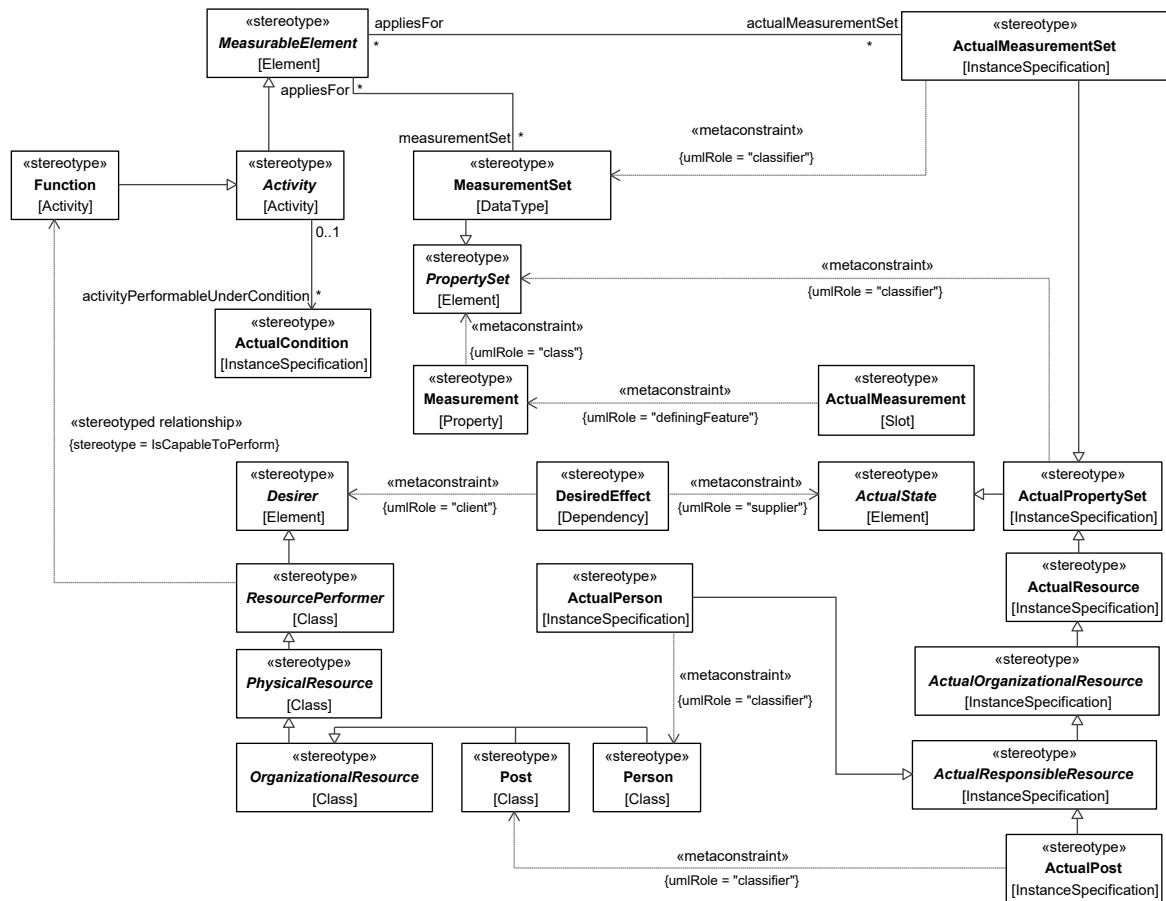 «stereotype»
MeasurableElement
[Element]
appliesFor
*
actualMeasurementSet
*
«stereotype»
ActualMeasurementSet
[InstanceSpecification]
appliesFor
*
measurementSet
*
«metaconstraint»
{umlRole = "classifier"}
«stereotype»
Function
[Activity]
«stereotype»
Activity
[Activity]
«stereotype»
MeasurementSet
[DataType]
0..1
activityPerformableUnderCondition
*
«stereotype»
PropertySet
[Element]
«metaconstraint»
{umlRole = "classifier"}
«stereotype»
ActualCondition
[InstanceSpecification]
«metaconstraint»
{umlRole = "class"}
«stereotype»
Measurement
[Property]
«metaconstraint»
{umlRole = "definingFeature"}
«stereotype»
ActualMeasurement
[Slot]
«stereotyped relationship»
{stereotype = IsCapableToPerform}
«stereotype»
Desirer
[Element]
«metaconstraint»
{umlRole = "client"}
«stereotype»
DesiredEffect
[Dependency]
«metaconstraint»
{umlRole = "supplier"}
«stereotype»
ActualState
[Element]
«stereotype»
ActualPropertySet
[InstanceSpecification]
«stereotype»
ResourcePerformer
[Class]
«stereotype»
ActualPerson
[InstanceSpecification]
«stereotype»
ActualResource
[InstanceSpecification]
«stereotype»
PhysicalResource
[Class]
«metaconstraint»
{umlRole = "classifier"}
«stereotype»
ActualOrganizationalResource
[InstanceSpecification]
«stereotype»
OrganizationalResource
[Class]
«stereotype»
Post
[Class]
«stereotype»
Person
[Class]
«stereotype»
ActualResponsibleResource
[InstanceSpecification]
«metaconstraint»
{umlRole = "classifier"}
«stereotype»
ActualPost
[InstanceSpecification]